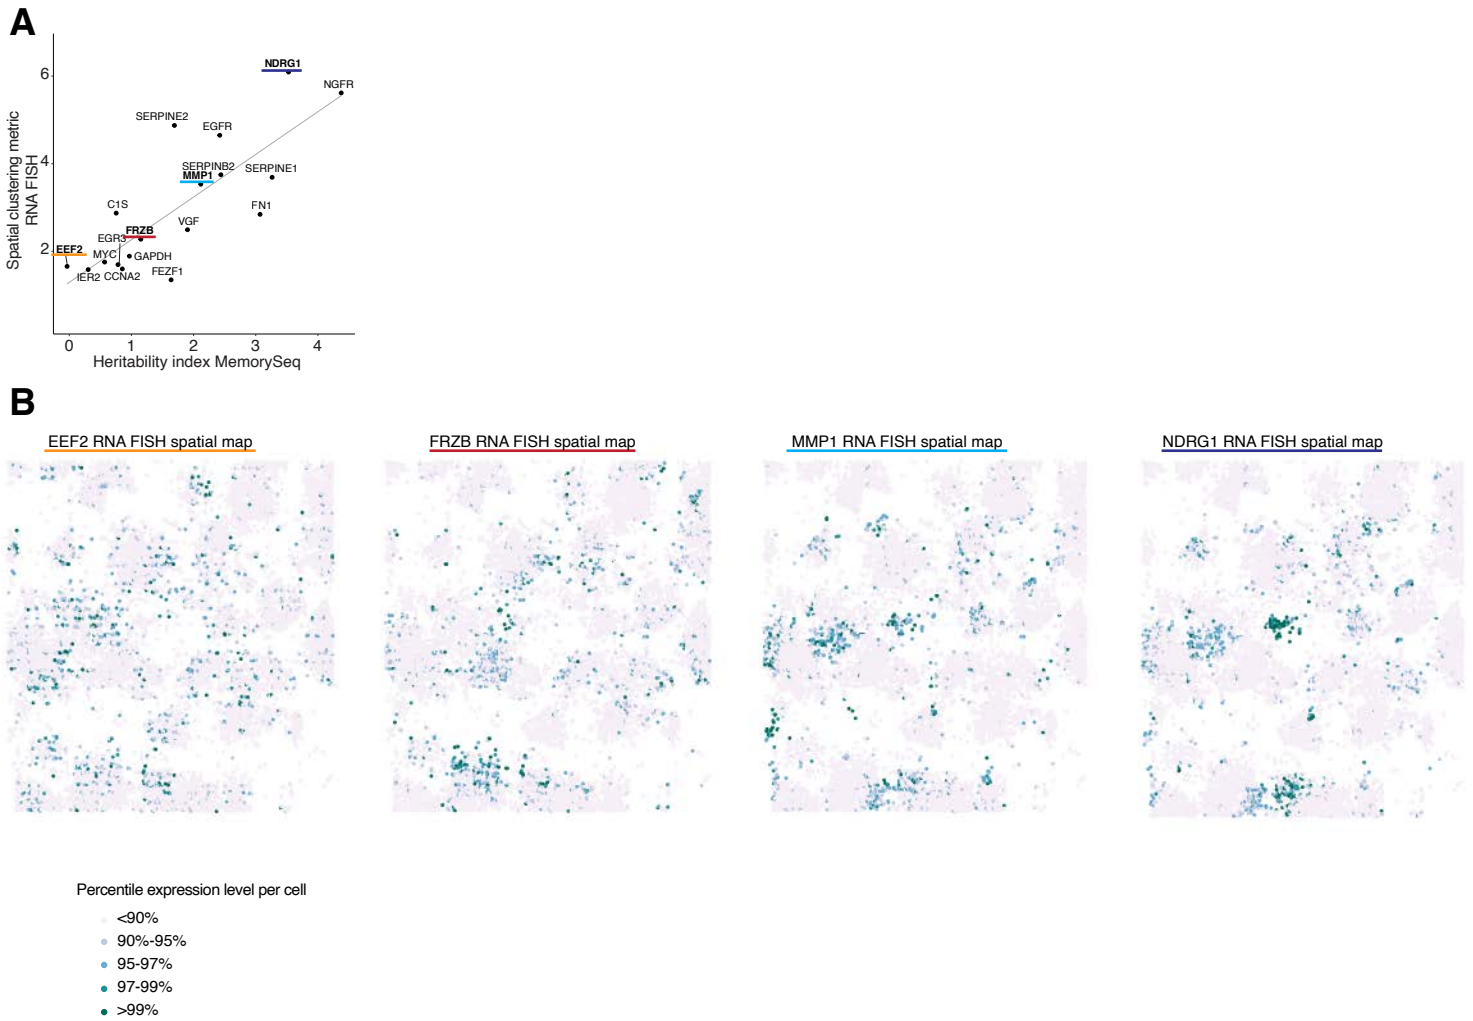 A
Spatial clustering metric
RNA FISH
6
4
2
NDRG1
NGFR
SERPINE2
EGFR
SERPINB2
MMP1
SERPINE1
C1S
FN1
VGF
FRZB
EGR3
EEF2
MYC
GAPDH
IER2
CCNA2
FEZF1
0
1
2
3
4
Heritability index MemorySeq
B
EEF2 RNA FISH spatial map
FRZB RNA FISH spatial map
MMP1 RNA FISH spatial map
NDRG1 RNA FISH spatial map
Percentile expression level per cell
<90%
90%-95%
95-97%
97-99%
>99%